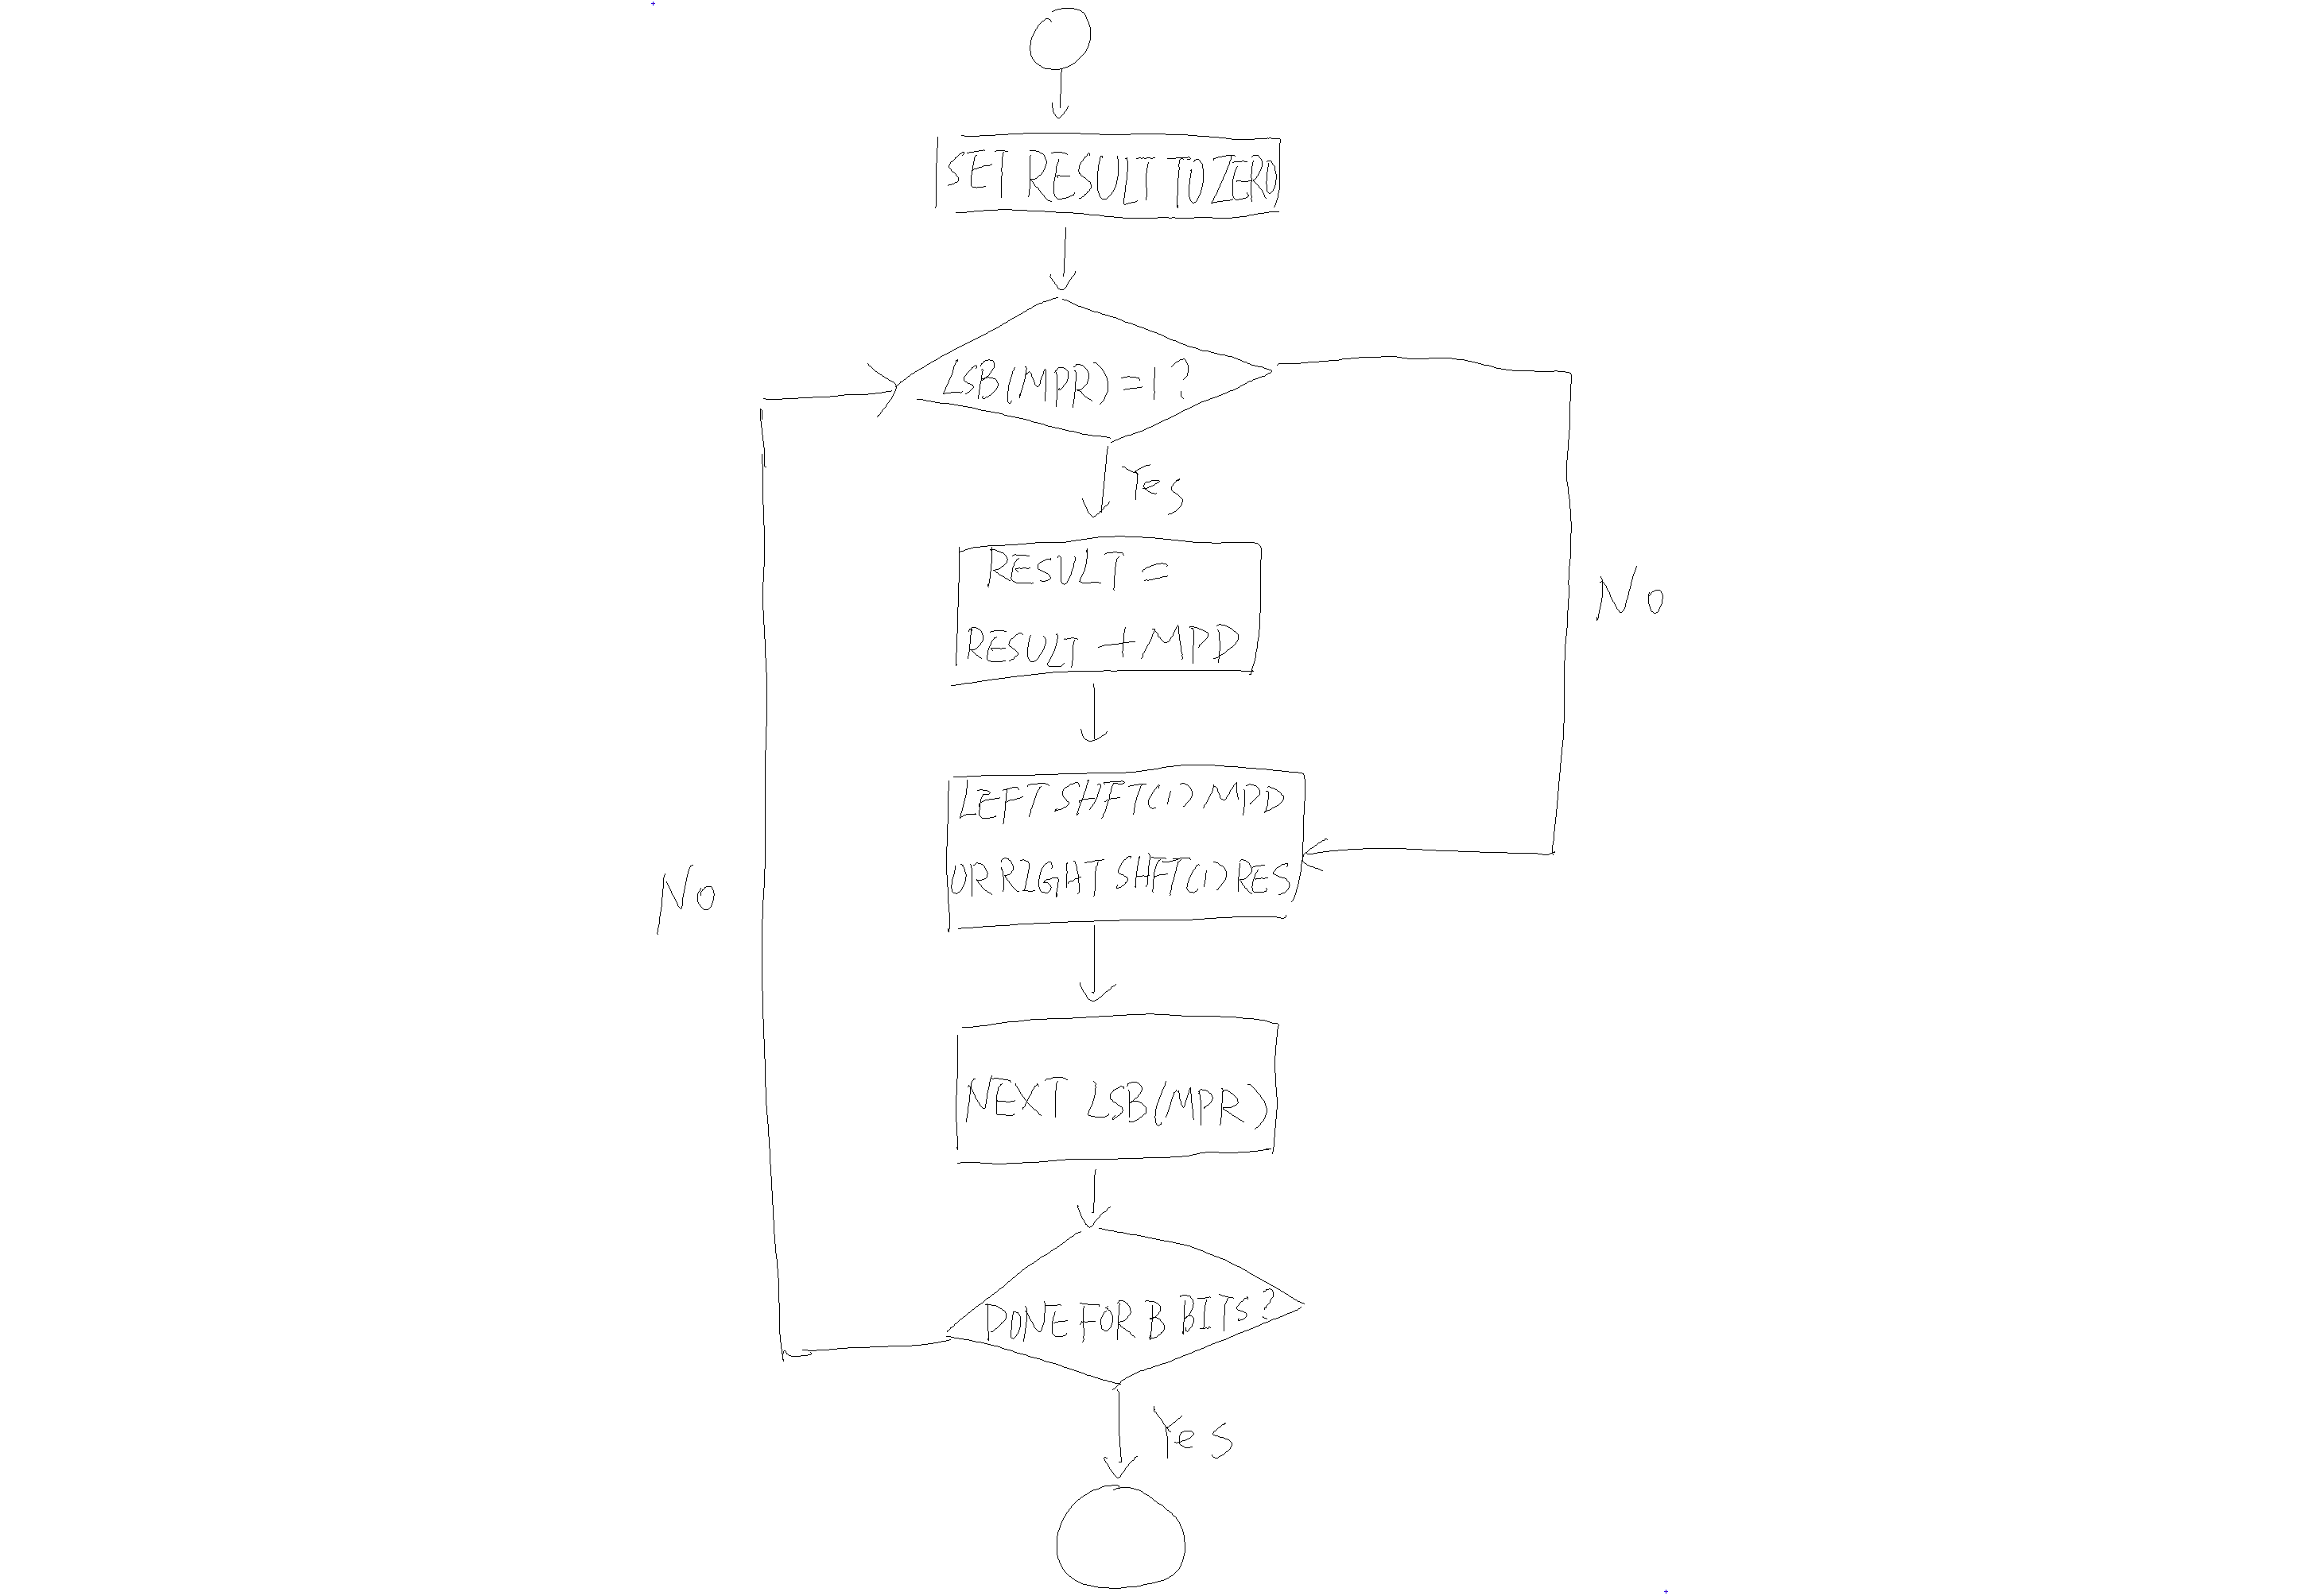 SET RESULT TO ZERO
LSB(MPR)=1?
Yes
RESULT =
RESULT + MPD
No
LEFT SHFT(1) MPD
OR RIGHT SHFT(1) RES
No
NEXT LSB(MPR)
DONE FOR B BITS?
Yes